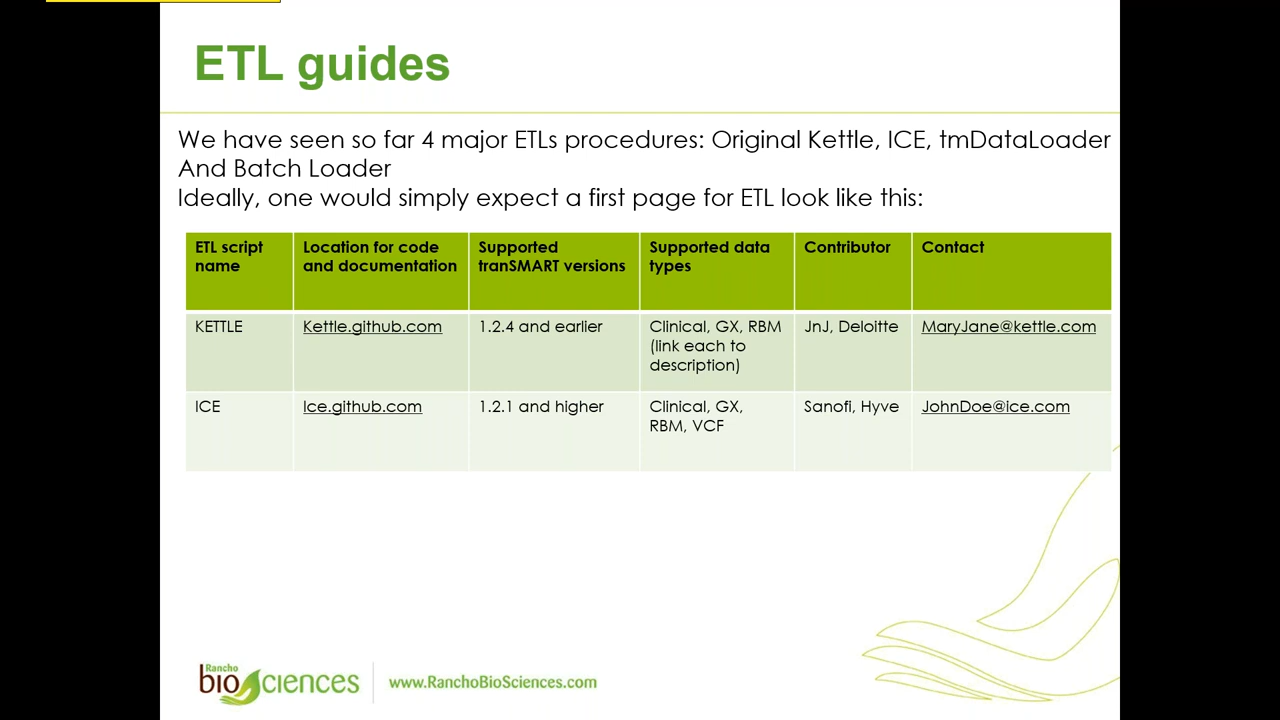 ETL guides
We have seen so far 4 major ETLs procedures: Original Kettle, ICE, tmDataLoader
And Batch Loader
Ideally, one would simply expect a first page for ETL look like this:
ETL script name | Location for code and documentation | Supported tranSMART versions | Supported data types | Contributor | Contact
KETTLE | Kettle.github.com | 1.2.4 and earlier | Clinical, GX, RBM (link each to description) | JnJ, Deloitte | MaryJane@kettle.com
ICE | Ice.github.com | 1.2.1 and higher | Clinical, GX, RBM, VCF | Sanofi, Hyve | JohnDoe@ice.com
Rancho
biosciences
www.RanchoBioSciences.com